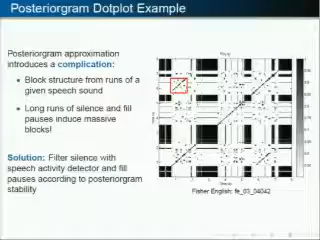 Posteriorgram Dotplot Example
Posteriorgram approximation
introduces a complication:
Block structure from runs of a
given speech sound
Long runs of silence and fill
pauses induce massive
blocks!
Solution: Filter silence with
speech activity detector and fill
pauses according to posteriorgram
stability
Fisher English: fe_03_04042